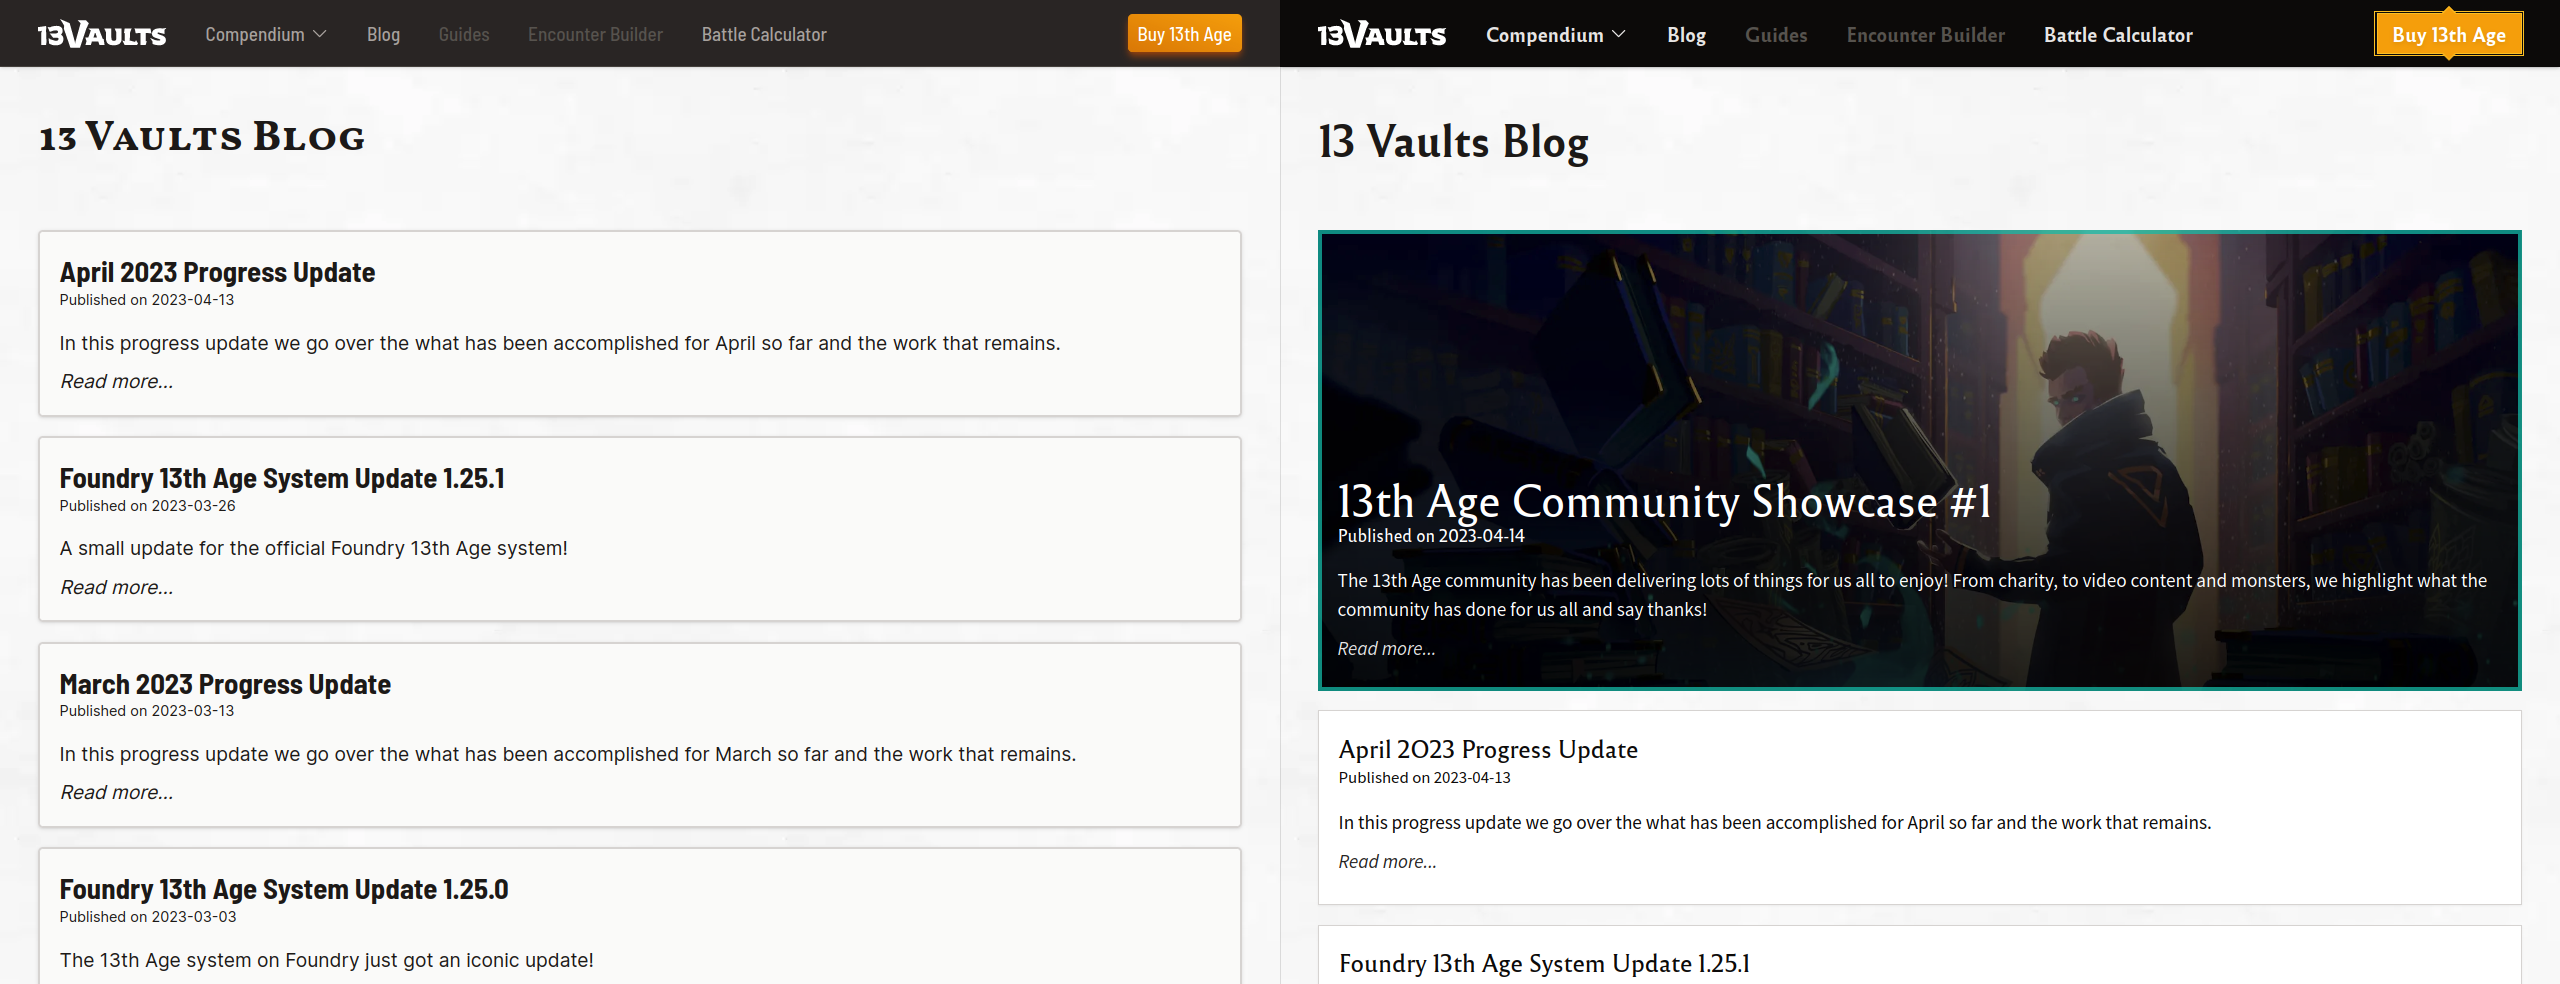 13VAULTS Compendium Blog Guides Encounter Builder Battle Calculator Buy 13th Age
13 Vaults Blog
April 2023 Progress Update
Published on 2023-04-13
In this progress update we go over the what has been accomplished for April so far and the work that remains.
Read more...
Foundry 13th Age System Update 1.25.1
Published on 2023-03-26
A small update for the official Foundry 13th Age system!
Read more...
March 2023 Progress Update
Published on 2023-03-13
In this progress update we go over the what has been accomplished for March so far and the work that remains.
Read more...
Foundry 13th Age System Update 1.25.0
Published on 2023-03-03
The 13th Age system on Foundry just got an iconic update!
13VAULTS Compendium Blog Guides Encounter Builder Battle Calculator Buy 13th Age
13 Vaults Blog
13th Age Community Showcase #1
Published on 2023-04-14
The 13th Age community has been delivering lots of things for us all to enjoy! From charity, to video content and monsters, we highlight what the
community has done for us all and say thanks!
Read more...
April 2023 Progress Update
Published on 2023-04-13
In this progress update we go over the what has been accomplished for April so far and the work that remains.
Read more...
Foundry 13th Age System Update 1.25.1